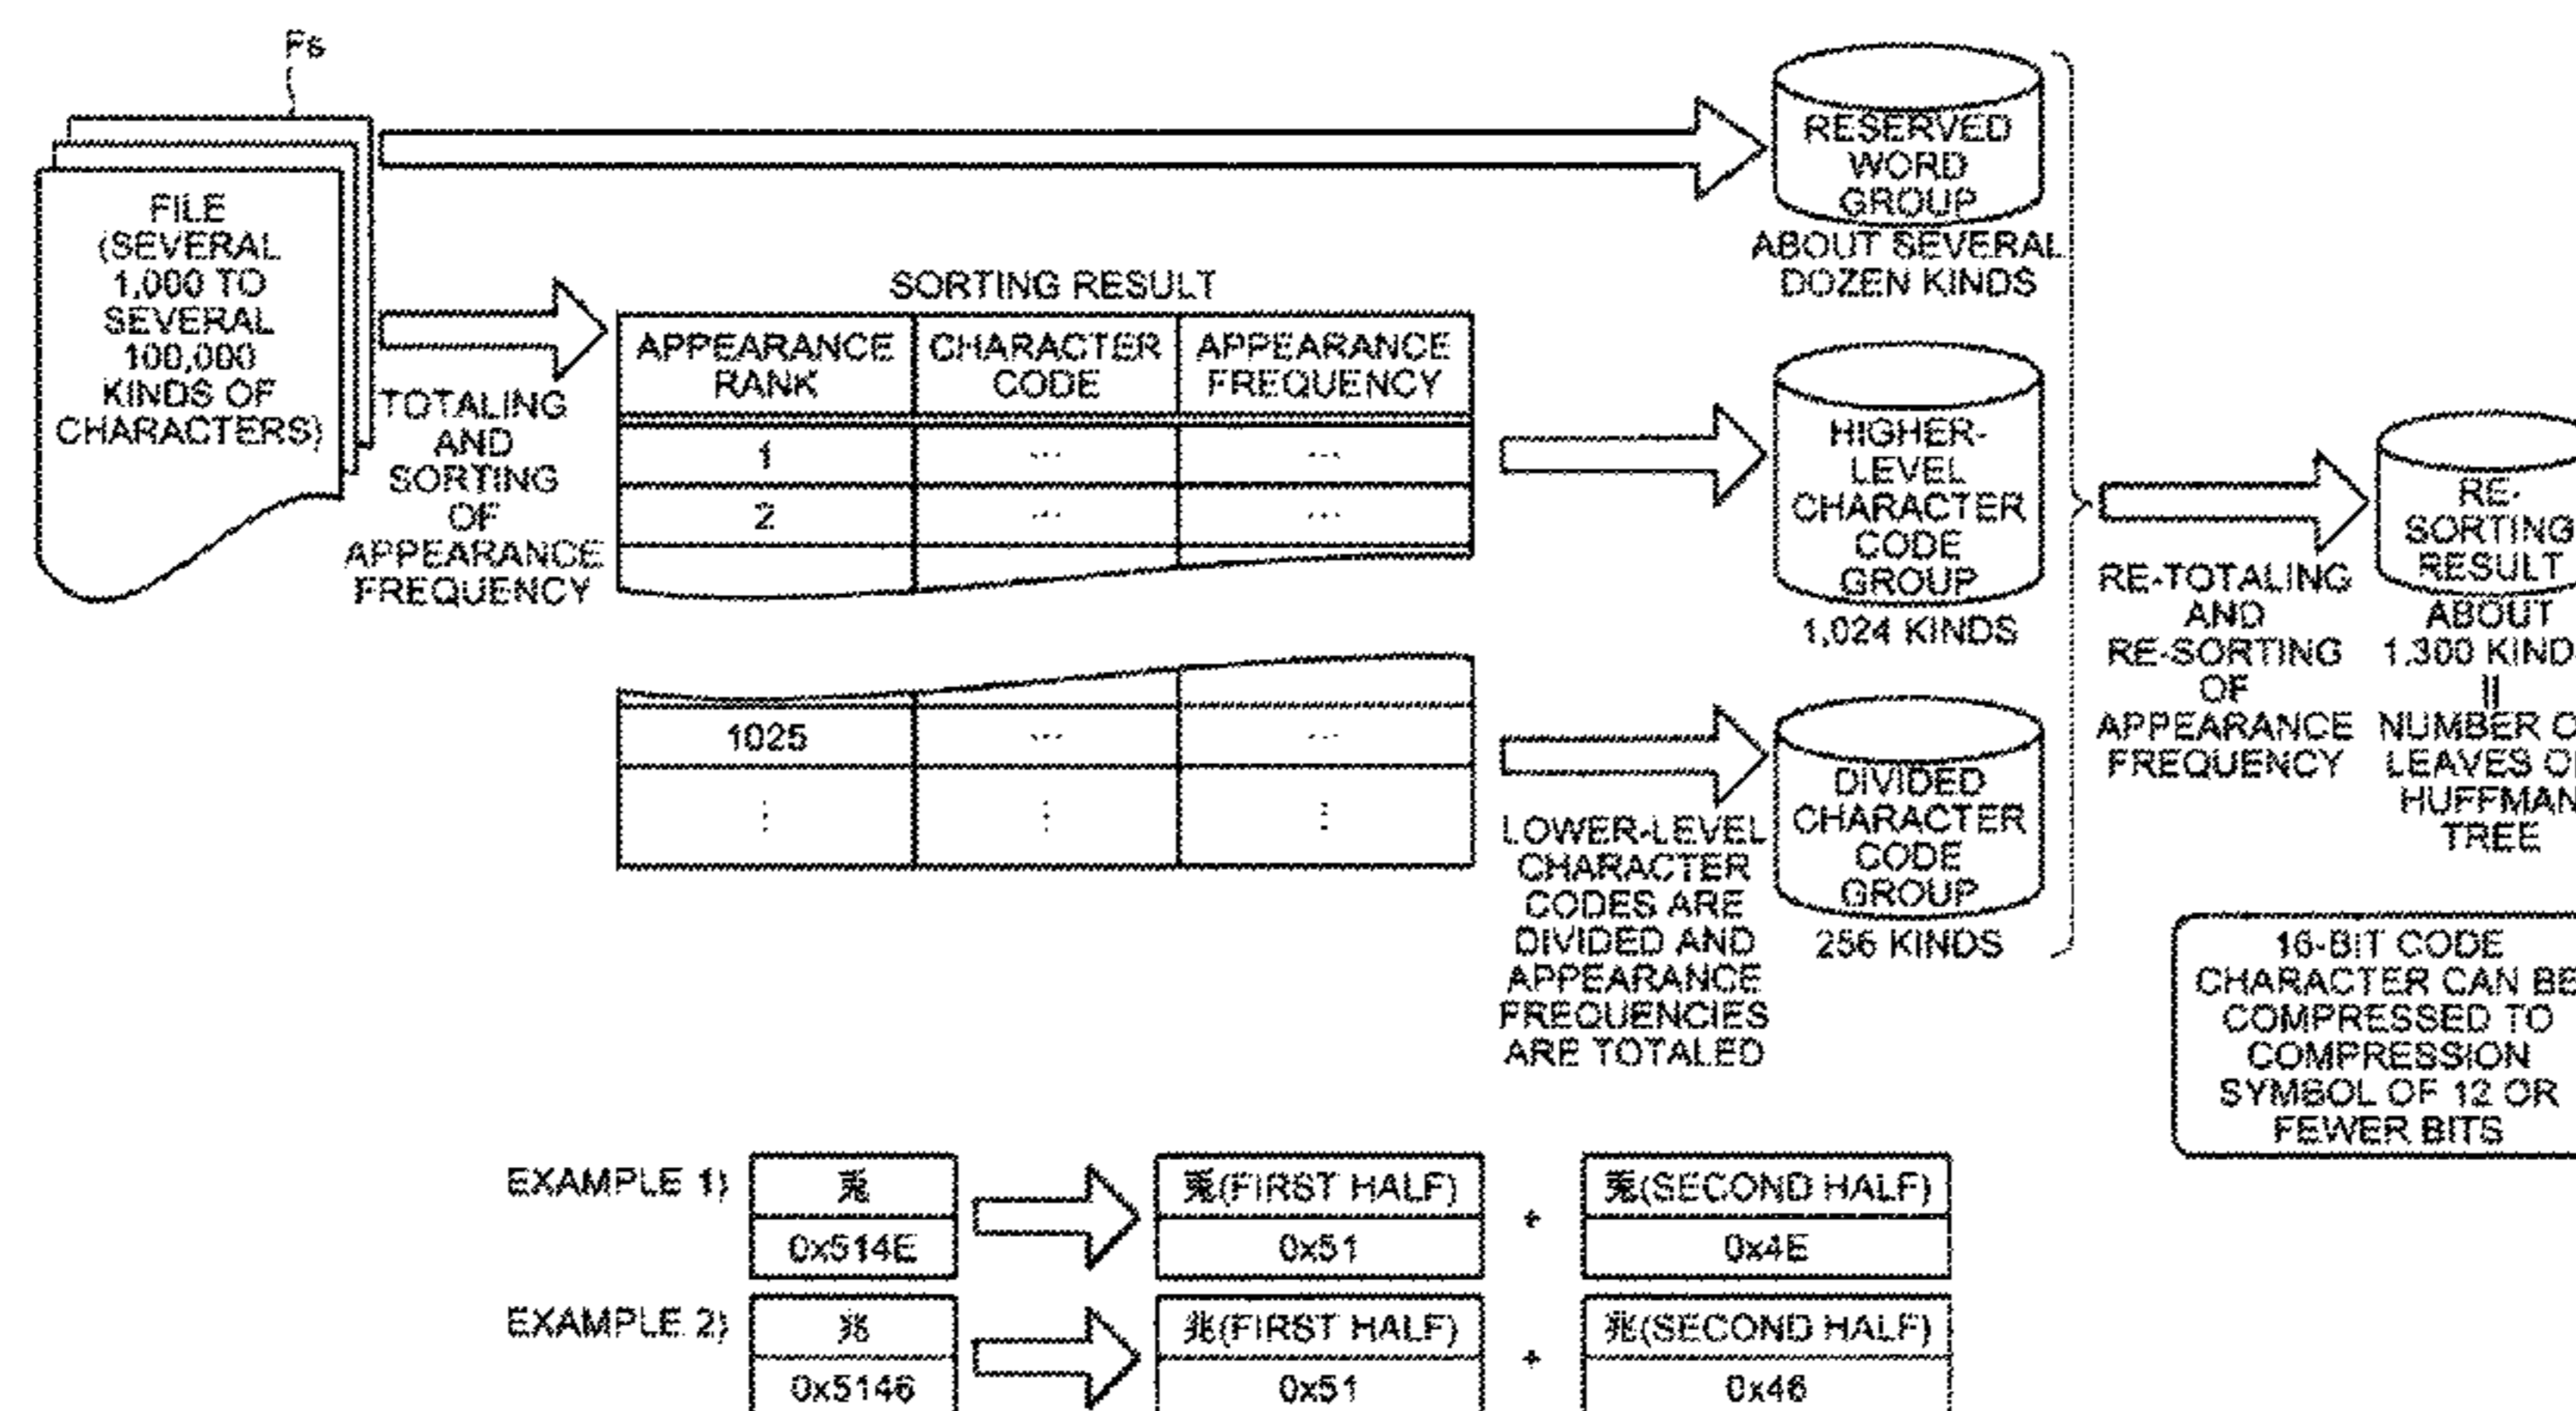 Fs
FILE
(SEVERAL
1,000 TO
SEVERAL
100,000
KINDS OF
CHARACTERS)
TOTALING
AND
SORTING
OF
APPEARANCE
FREQUENCY
SORTING RESULT
APPEARANCE RANK
CHARACTER CODE
APPEARANCE FREQUENCY
1 ... ...
2 ... ...
1025 ... ...
⋮ ⋮ ⋮
RESERVED
WORD
GROUP
ABOUT SEVERAL
DOZEN KINDS
HIGHER-
LEVEL
CHARACTER
CODE
GROUP
1,024 KINDS
LOWER-LEVEL
CHARACTER
CODES ARE
DIVIDED AND
APPEARANCE
FREQUENCIES
ARE TOTALED
DIVIDED
CHARACTER
CODE
GROUP
256 KINDS
RE-TOTALING
AND
RE-SORTING
OF
APPEARANCE
FREQUENCY
RE-
SORTING
RESULT
ABOUT
1,300 KIND
||
NUMBER O
LEAVES O
HUFFMAN
TREE
16-BIT CODE
CHARACTER CAN BE
COMPRESSED TO
COMPRESSION
SYMBOL OF 12 OR
FEWER BITS
EXAMPLE 1)
0x514E
(FIRST HALF)
0x51
+
(SECOND HALF)
0x4E
EXAMPLE 2)
兆
0x5146
兆(FIRST HALF)
0x51
+
兆(SECOND HALF)
0x46